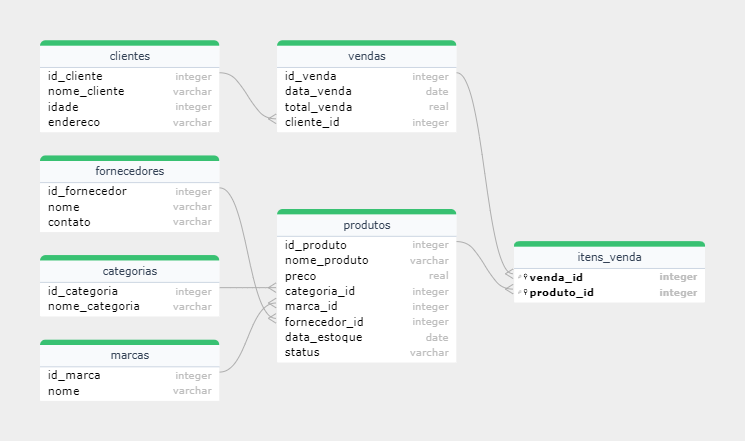 clientes
id_cliente integer
nome_cliente varchar
idade integer
endereco varchar
vendas
id_venda integer
data_venda date
total_venda real
cliente_id integer
fornecedores
id_fornecedor integer
nome varchar
contato varchar
produtos
id_produto integer
nome_produto varchar
preco real
categoria_id integer
marca_id integer
fornecedor_id integer
data_estoque date
status varchar
itens_venda
venda_id integer
produto_id integer
categorias
id_categoria integer
nome_categoria varchar
marcas
id_marca integer
nome varchar